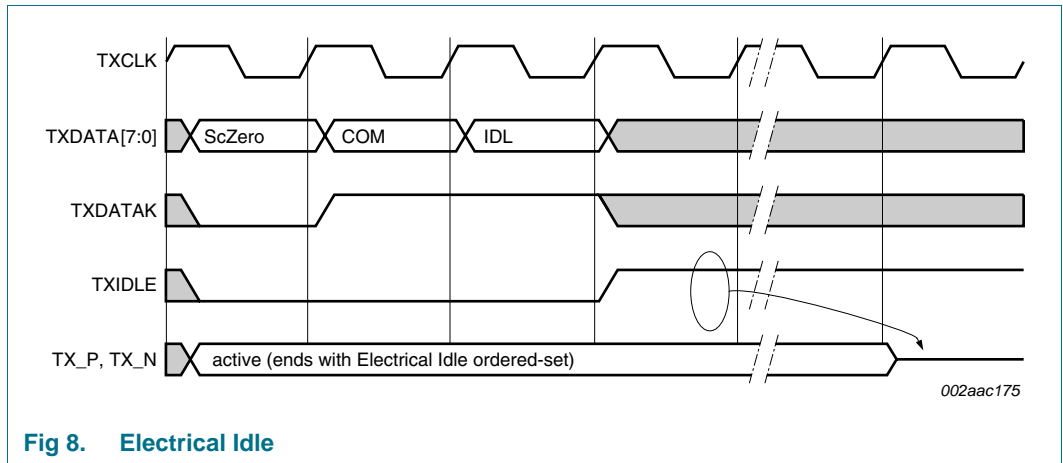 TXCLK
TXDATA[7:0]
ScZero
COM
IDL
TXDATAK
TXIDLE
TX_P, TX_N
active (ends with Electrical Idle ordered-set)
002aac175
Fig 8. Electrical Idle